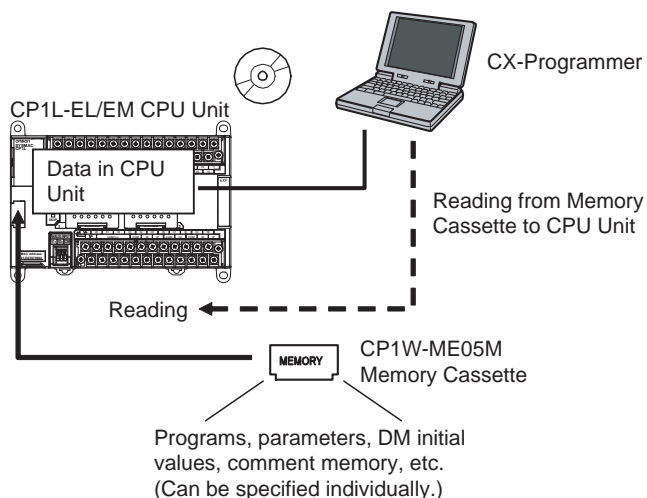 CX-Programmer
CP1L-EL/EM CPU Unit
Data in CPU
Unit
Reading from Memory
Cassette to CPU Unit
Reading
MEMORY
CP1W-ME05M
Memory Cassette
Programs, parameters, DM initial
values, comment memory, etc.
(Can be specified individually.)